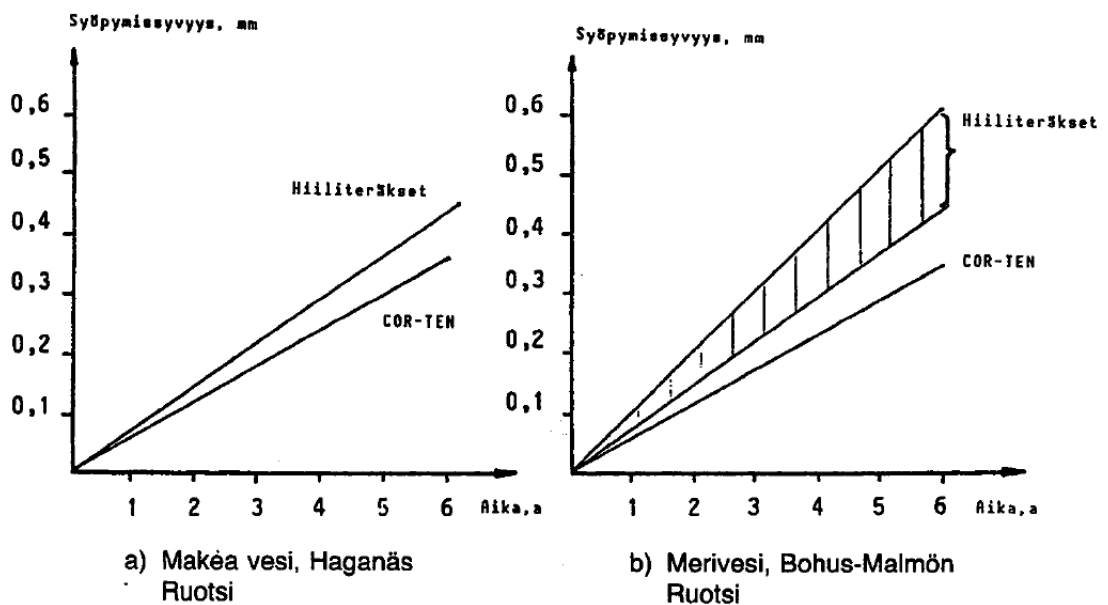 Syöpymissyvyys, mm
0,6
0,5
0,4
0,3
0,2
0,1
Hiiliteräkset
COR-TEN
1 2 3 4 5 6 Aika,a
a) Makéa vesi, Haganäs
Ruotsi
Syöpymissyvyys, mm
0,6
0,5
0,4
0,3
0,2
0,1
Hiiliteräkset
COR-TEN
1 2 3 4 5 6 Aika,a
b) Merivesi, Bohus-Malmön
Ruotsi